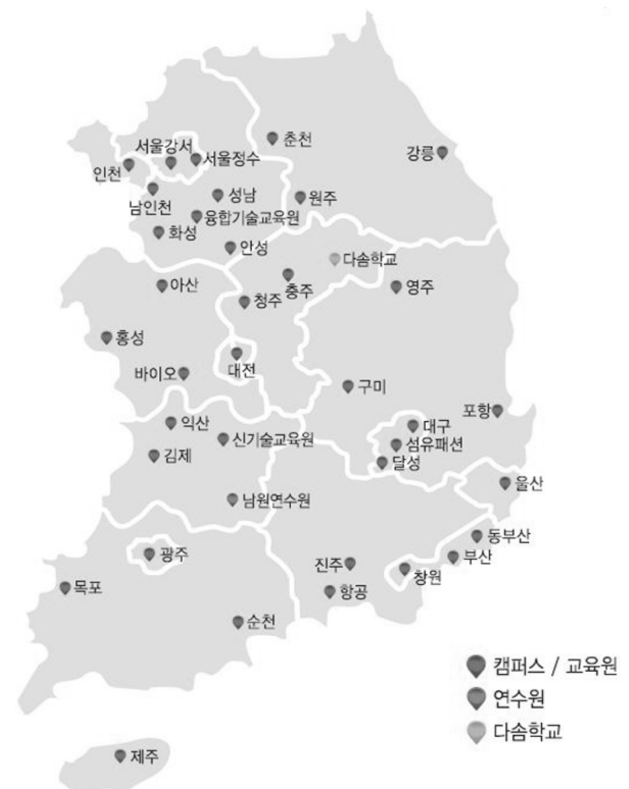 춘천
강릉
서울강서
서울정수
인천
남인천
성남
원주
융합기술교육원
화성
안성
다솜학교
아산
충주
영주
청주
홍성
대전
바이오
구미
포항
익산
대구
신기술교육원
섬유패션
김제
달성
울산
남원연수원
동부산
광주
부산
진주
창원
목포
항공
순천
캠퍼스 / 교육원
연수원
다솜학교
제주